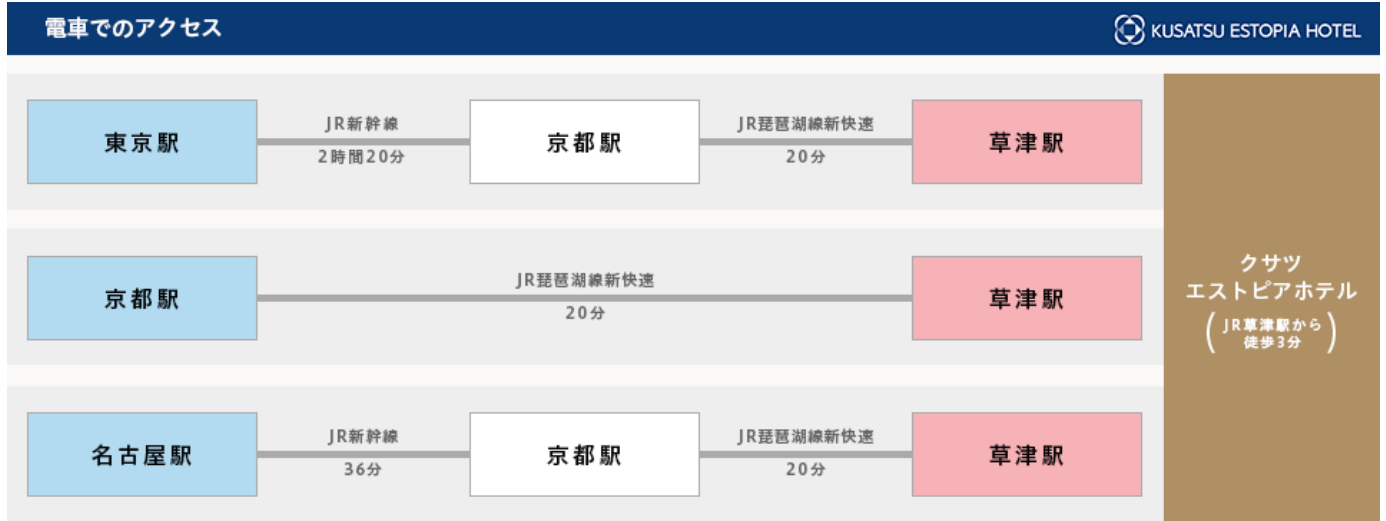 電車でのアクセス
KUSATSU ESTOPIA HOTEL
東京駅
JR新幹線
2時間20分
京都駅
JR琵琶湖線新快速
20分
草津駅
京都駅
JR琵琶湖線新快速
20分
草津駅
名古屋駅
JR新幹線
36分
京都駅
JR琵琶湖線新快速
20分
草津駅
クサツ
エストピアホテル
(JR草津駅から
徒歩3分)